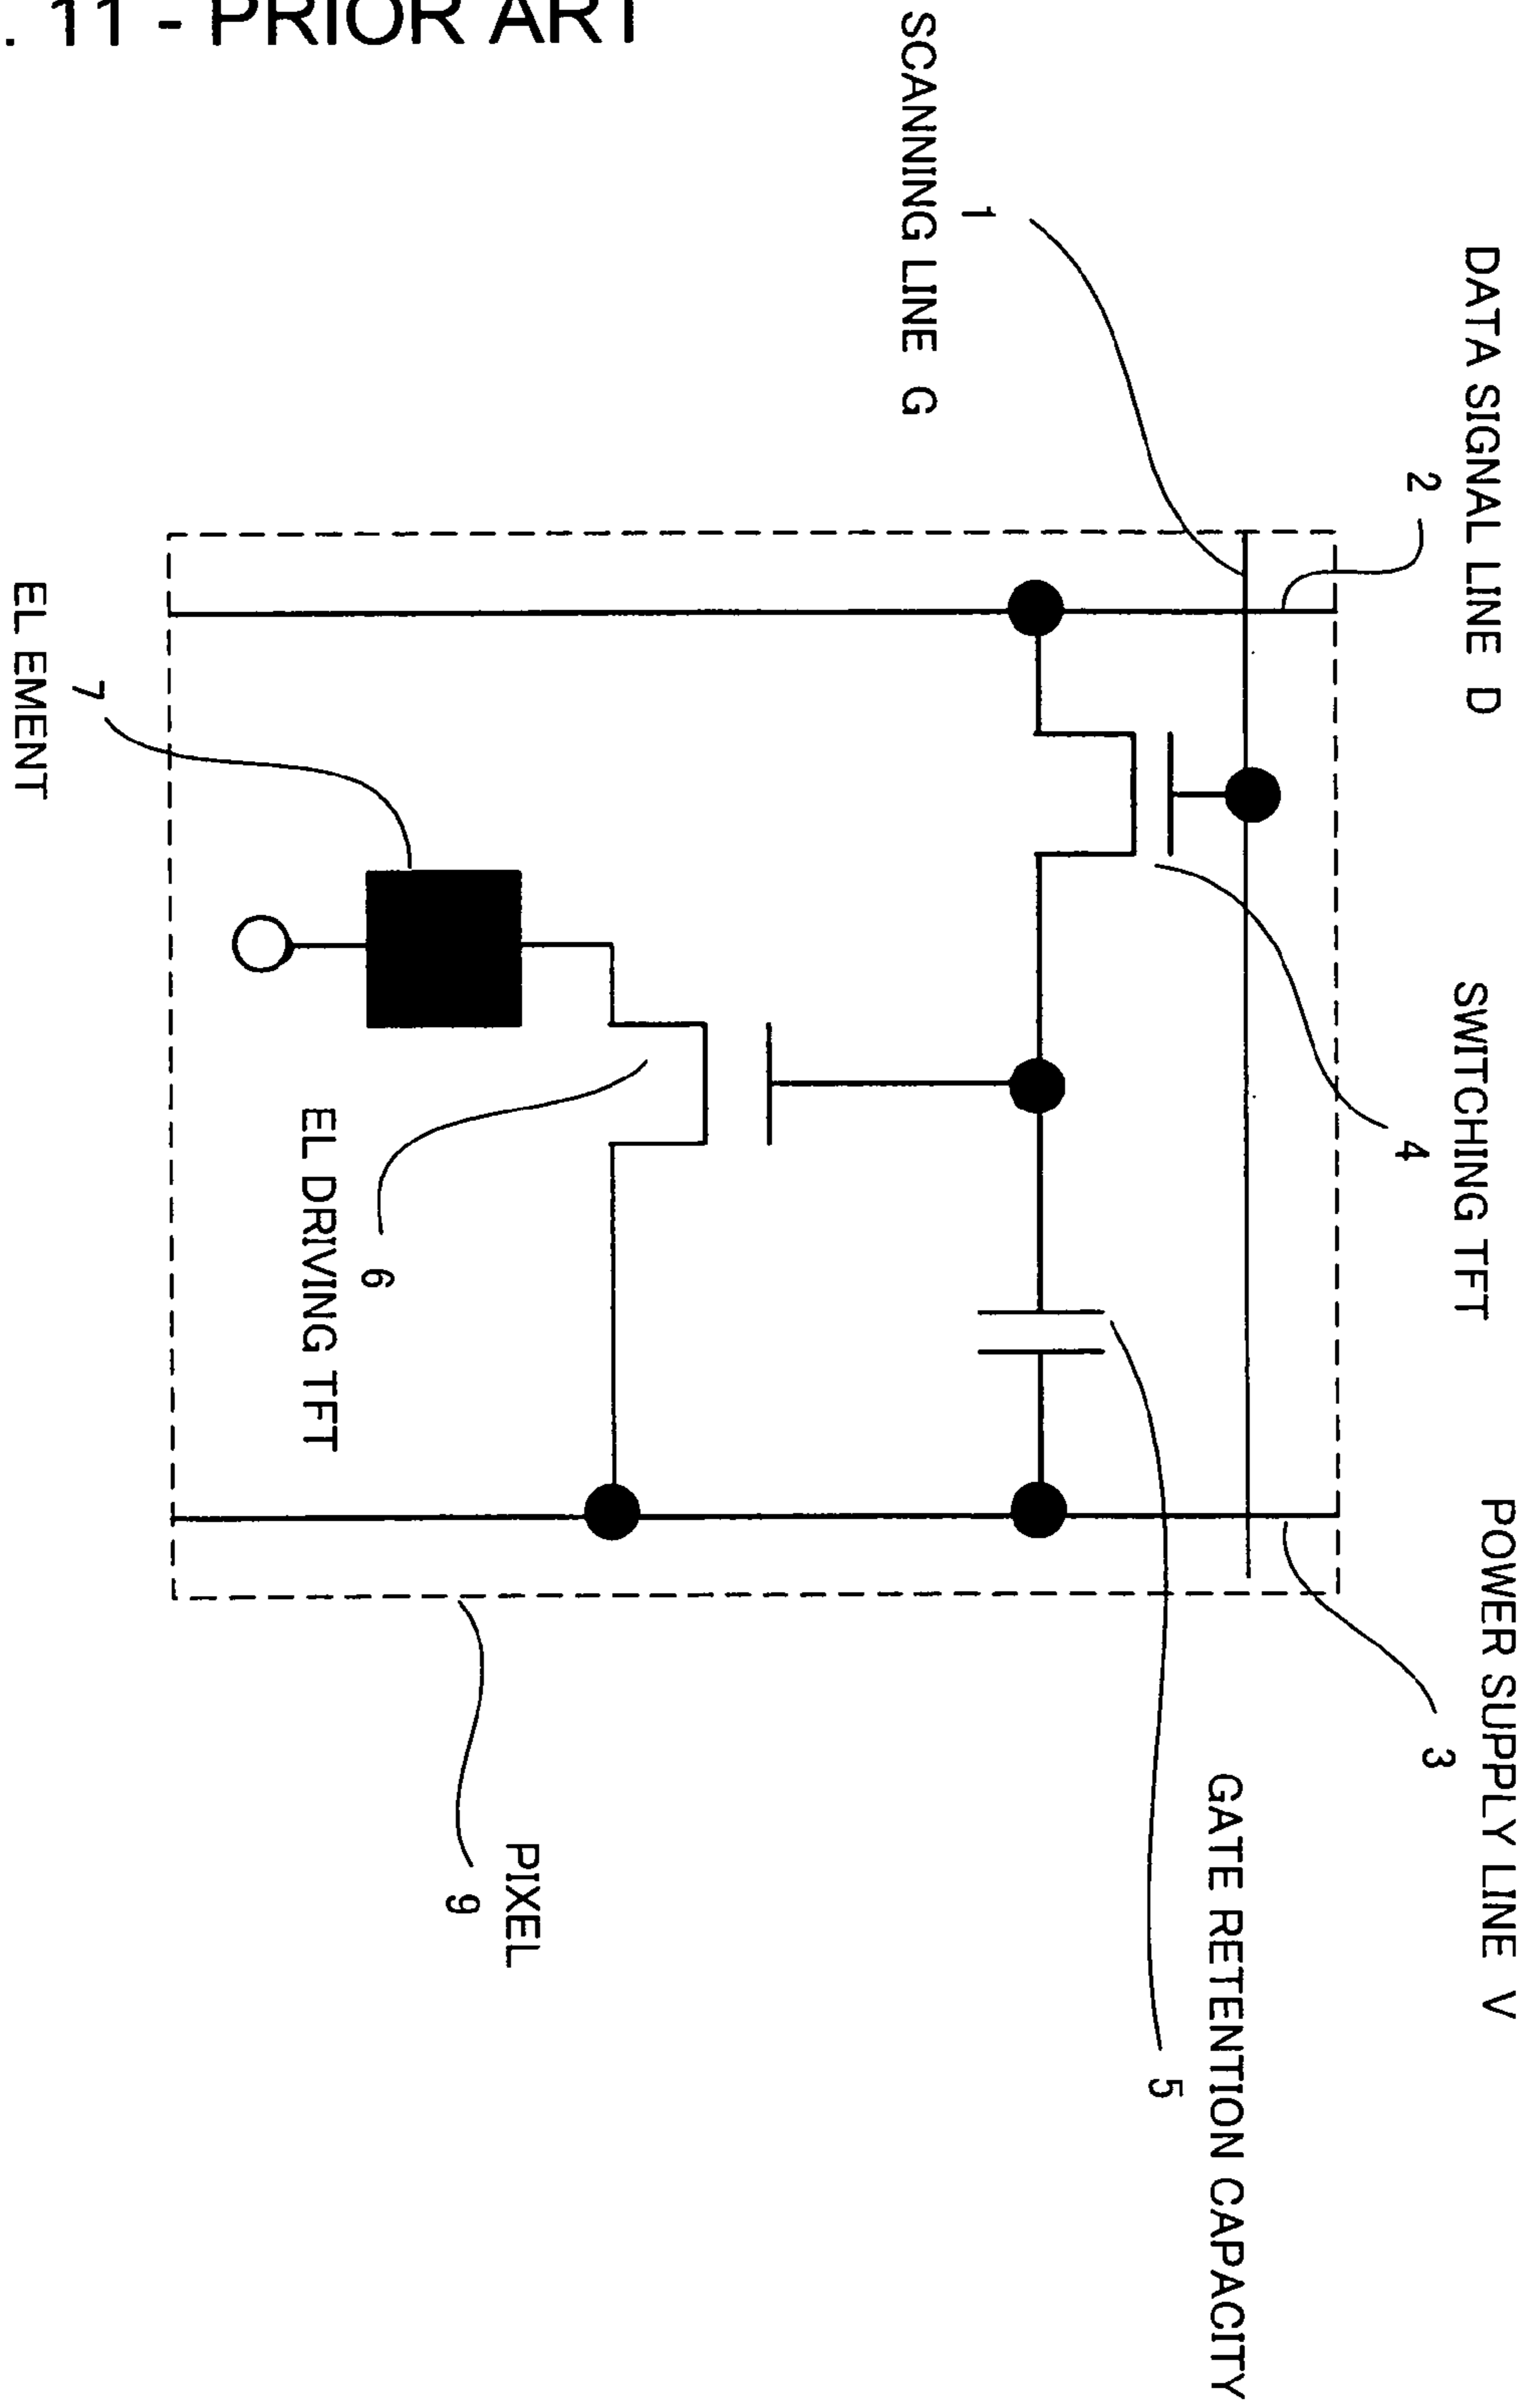 . 11 - PRIOR ART
DATA SIGNAL LINE D
2
SWITCHING TFT
4
POWER SUPPLY LINE V
3
GATE RETENTION CAPACITY
5
1
SCANNING LINE G
PIXEL
9
6
EL DRIVING TFT
7
EL EMENT